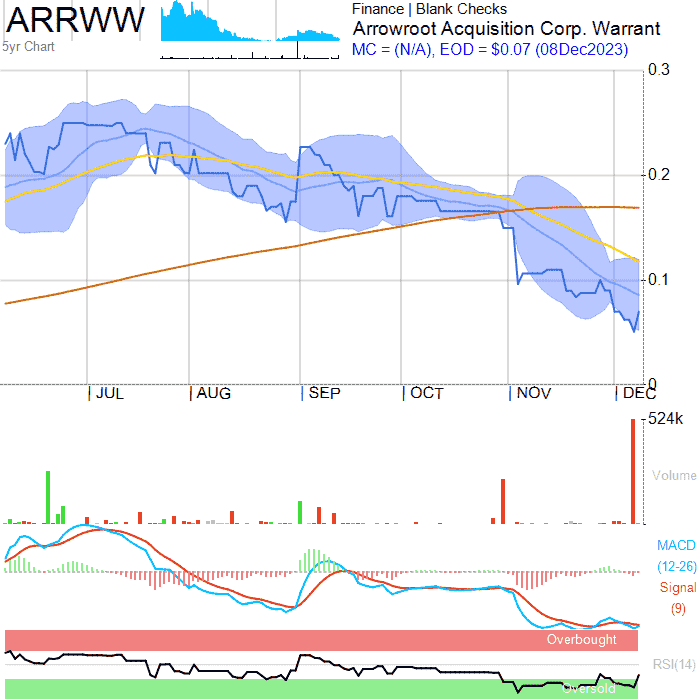 ARRWW
5yr Chart
Finance | Blank Checks
Arrowroot Acquisition Corp. Warrant
MC = (N/A), EOD = $0.07 (08Dec2023)
0.3
0.2
0.1
0
JUL AUG SEP OCT NOV DEC
524k
Volume
MACD
(12-26)
Signal
(9)
Overbought
RSI(14)
Oversold